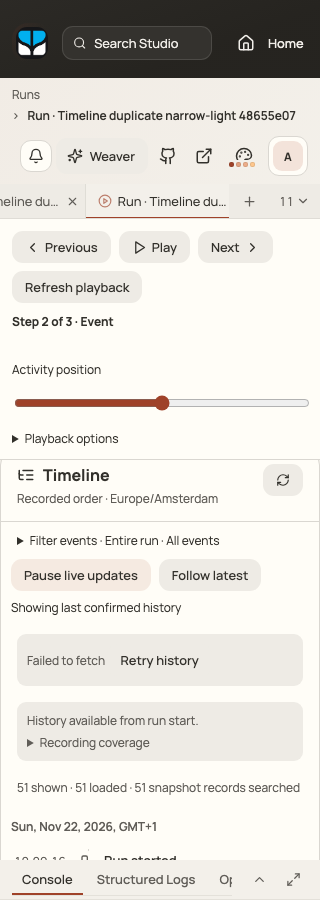 Search Studio
Home
Runs
Run · Timeline duplicate narrow-light 48655e07
Weaver
A
neline du...
Run · Timeline du...
11
Previous
Play
Next
Refresh playback
Step 2 of 3 · Event
Activity position
Playback options
Timeline
Recorded order · Europe/Amsterdam
Filter events · Entire run · All events
Pause live updates
Follow latest
Showing last confirmed history
Failed to fetch Retry history
History available from run start.
Recording coverage
51 shown · 51 loaded · 51 snapshot records searched
Sun, Nov 22, 2026, GMT+1
Run started
Console
Structured Logs